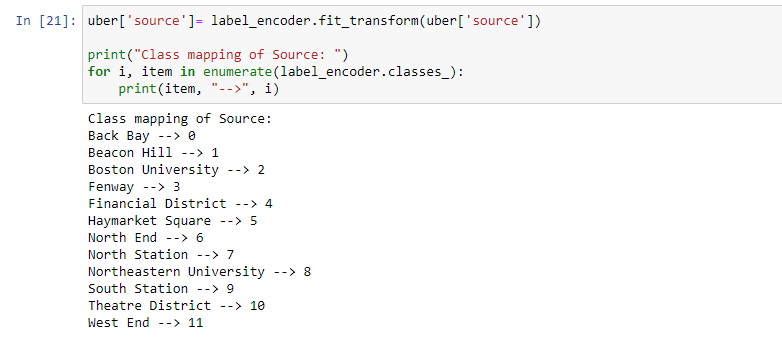 In [21]: uber['source']= label_encoder.fit_transform(uber['source'])
print("Class mapping of Source: ")
for i, item in enumerate(label_encoder.classes_):
    print(item, "-->", i)
Class mapping of Source:
Back Bay --> 0
Beacon Hill --> 1
Boston University --> 2
Fenway --> 3
Financial District --> 4
Haymarket Square --> 5
North End --> 6
North Station --> 7
Northeastern University --> 8
South Station --> 9
Theatre District --> 10
West End --> 11